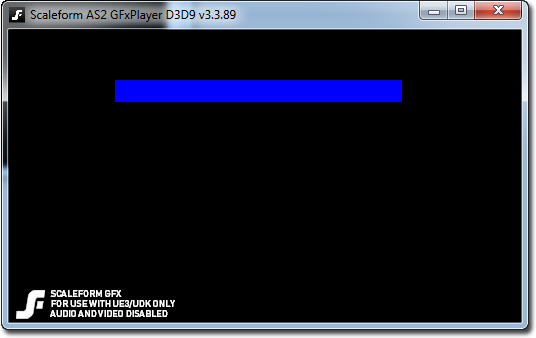 Scaleform AS2 GFxPlayer D3D9 v3.3.89
SCALEFORM GFX
FOR USE WITH UE3/UDK ONLY
AUDIO AND VIDEO DISABLED